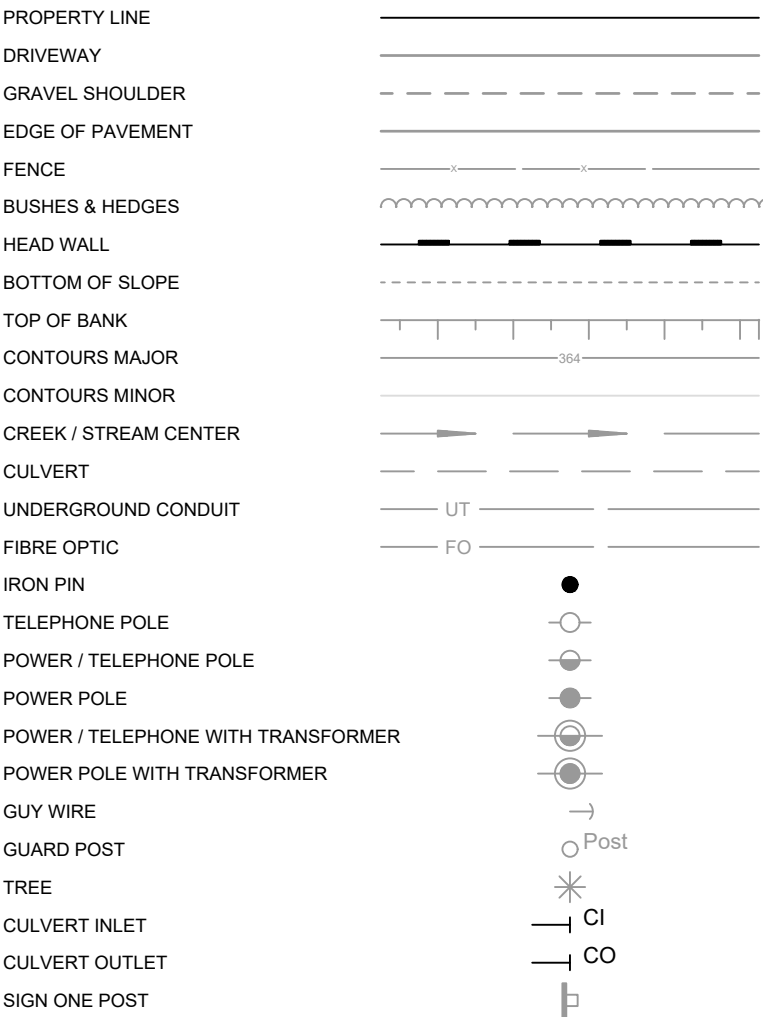 PROPERTY LINE
DRIVEWAY
GRAVEL SHOULDER
EDGE OF PAVEMENT
FENCE x x
BUSHES & HEDGES
HEAD WALL
BOTTOM OF SLOPE
TOP OF BANK
CONTOURS MAJOR 364
CONTOURS MINOR
CREEK / STREAM CENTER
CULVERT
UNDERGROUND CONDUIT UT
FIBRE OPTIC FO
IRON PIN
TELEPHONE POLE
POWER / TELEPHONE POLE
POWER POLE
POWER / TELEPHONE WITH TRANSFORMER
POWER POLE WITH TRANSFORMER
GUY WIRE
GUARD POST Post
TREE
CULVERT INLET CI
CULVERT OUTLET CO
SIGN ONE POST